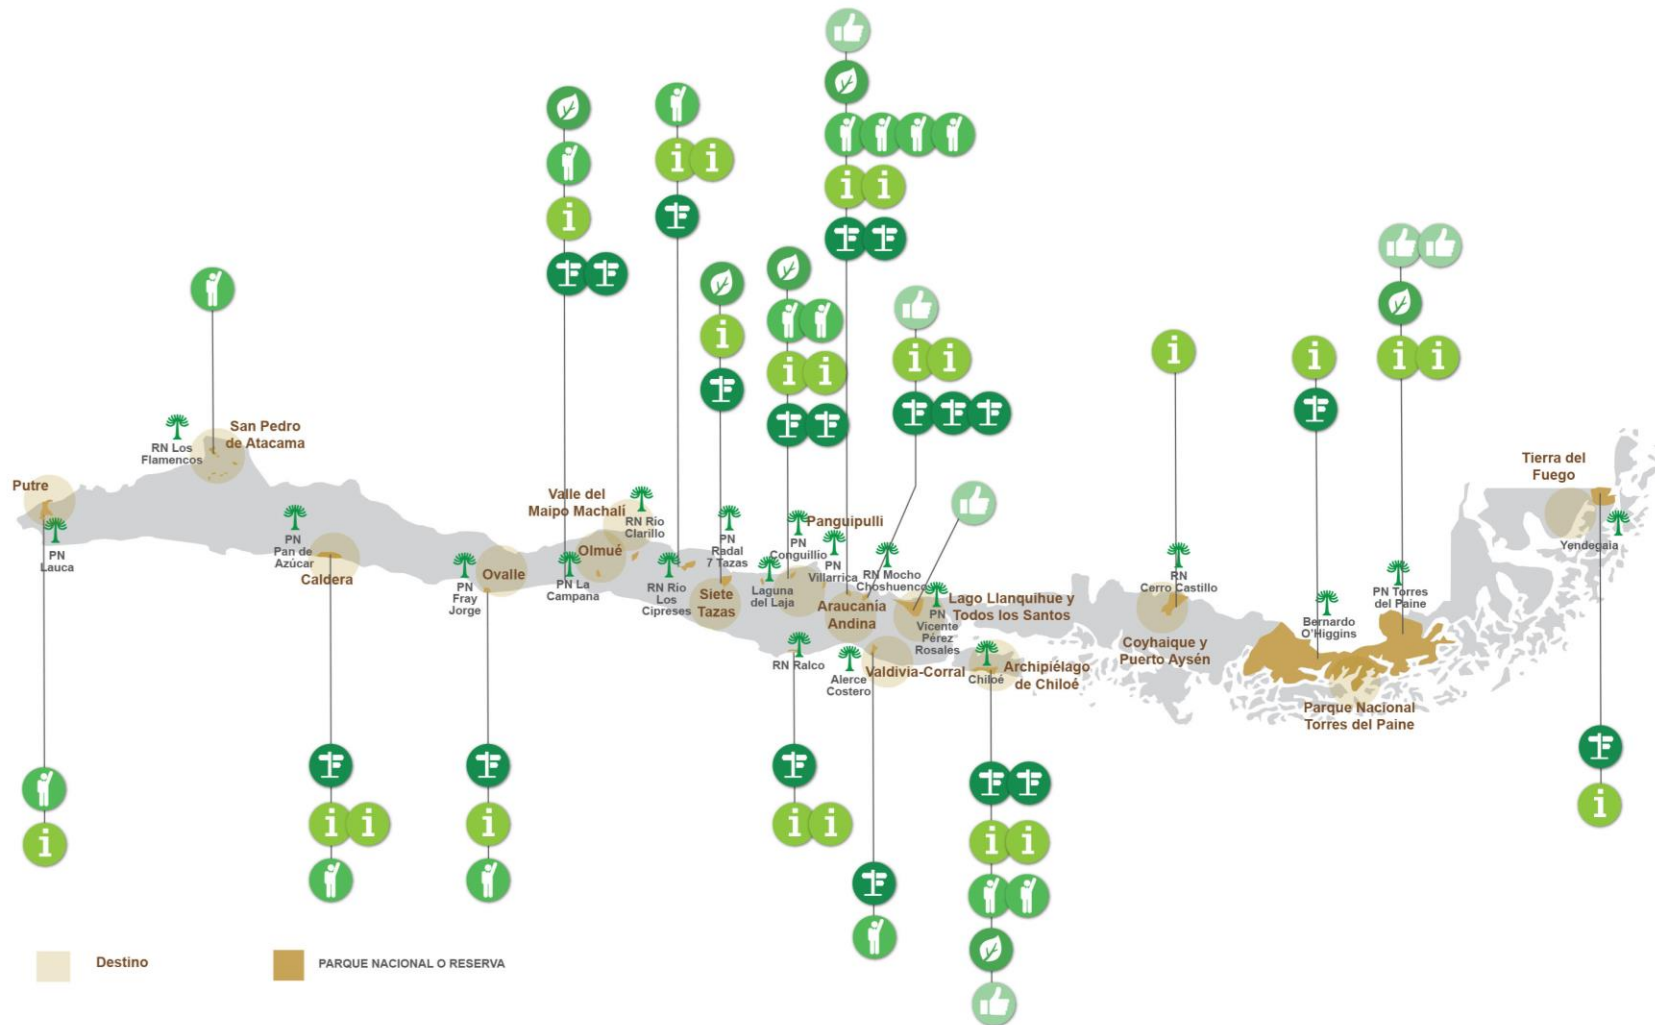 San Pedro
de Atacama
RN Los
Flamencos
Putre
PN
Lauca
PN
Pan de
Azúcar
Caldera
PN
Fray
Jorge
Ovalle
Valle del
Maipo Machalí
RN Río
Clarillo
Olmué
PN La
Campana
RN Río
Los
Cipreses
PN
Radal
7 Tazas
Siete
Tazas
Laguna
del Laja
PN
Conguillío
Panguipulli
PN
Villarrica
RN Mocho
Choshuenco
Araucanía
Andina
RN Ralco
Alerce
Costero
Valdivia-Corral
PN
Vicente
Pérez
Rosales
Lago Llanquihue y
Todos los Santos
Chiloé
Archipiélago
de Chiloé
RN
Cerro Castillo
Coyhaique y
Puerto Aysén
Bernardo
O'Higgins
PN Torres
del Paine
Parque Nacional
Torres del Paine
Tierra del
Fuego
Yendegaia
Destino
PARQUE NACIONAL O RESERVA